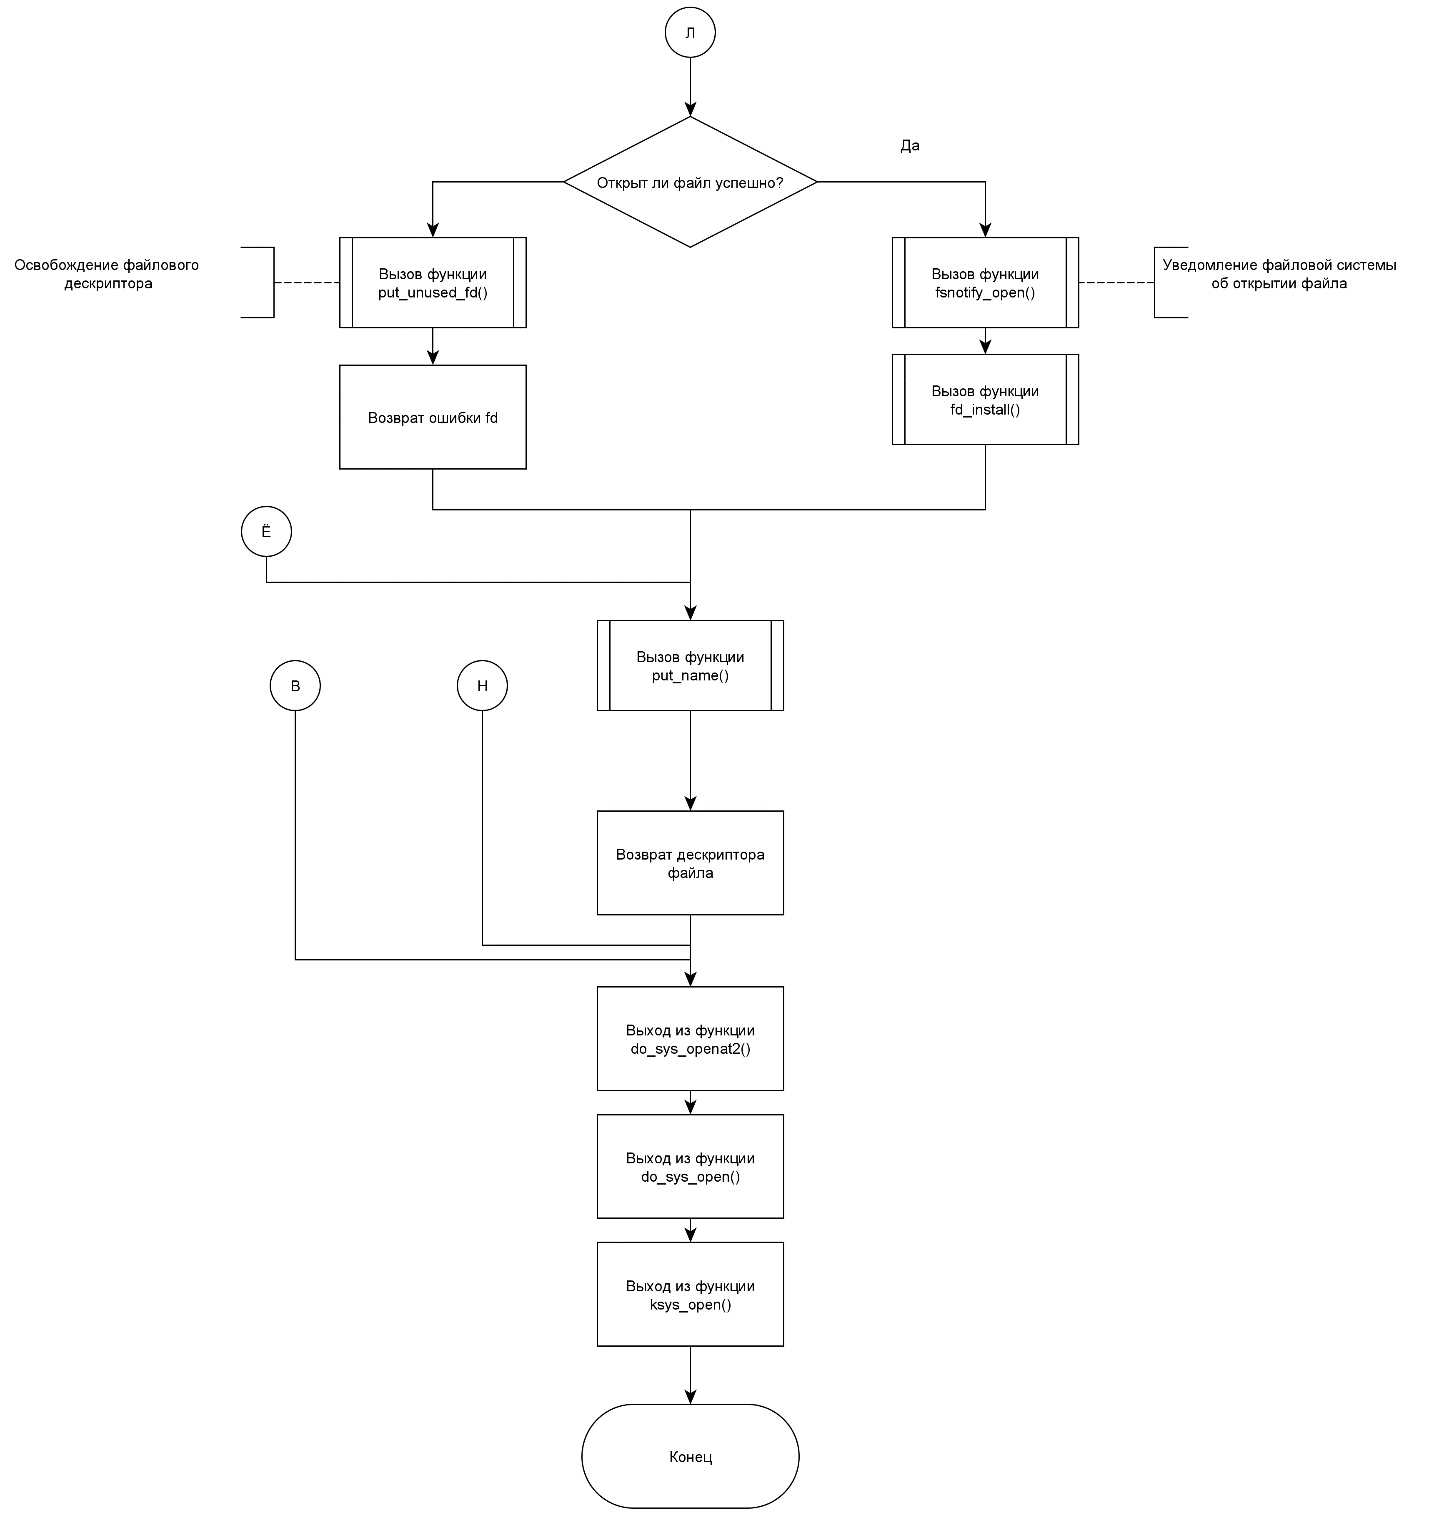 Л
Да
Открыт ли файл успешно?
Освобождение файлового
дескриптора
Вызов функции
put_unused_fd()
Вызов функции
fsnotify_open()
Уведомление файловой системы
об открытии файла
Возврат ошибки fd
Вызов функции
fd_install()
Ё
Вызов функции
put_name()
В
Н
Возврат дескриптора
файла
Выход из функции
do_sys_openat2()
Выход из функции
do_sys_open()
Выход из функции
ksys_open()
Конец